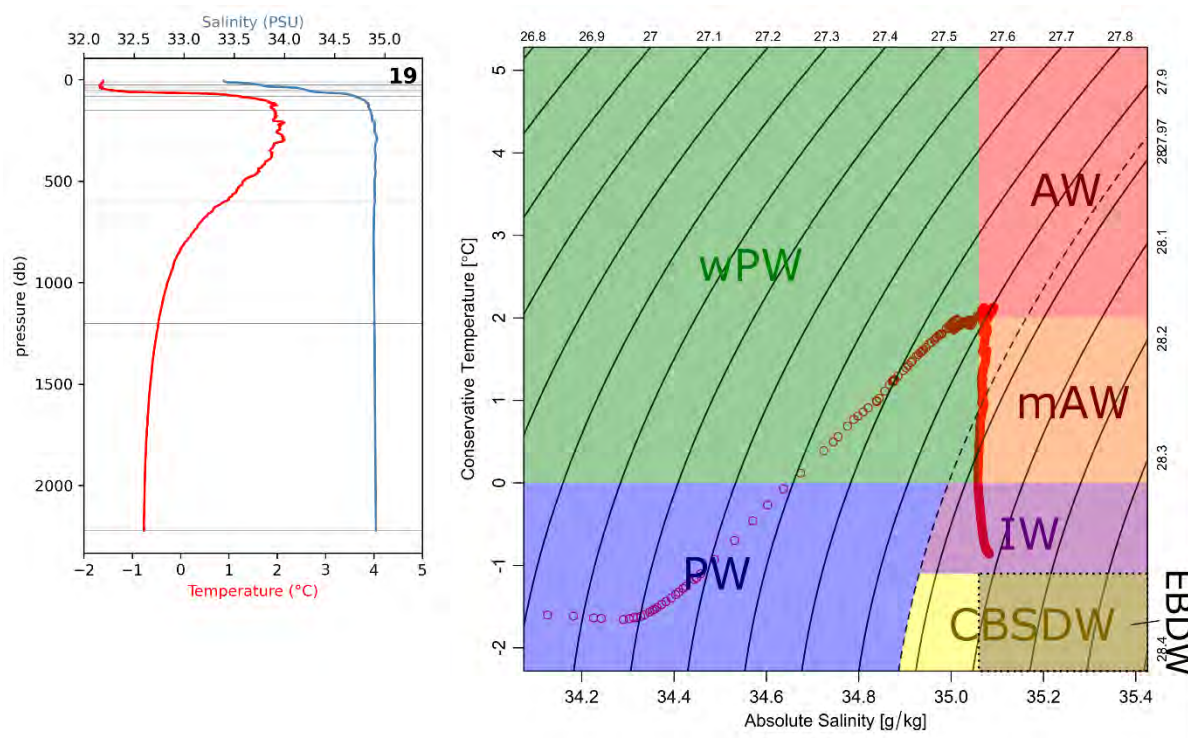 Salinity (PSU)
32.0 32.5 33.0 33.5 34.0 34.5 35.0
19
0
500
1000
1500
2000
pressure (db)
−2 −1 0 1 2 3 4 5
Temperature (°C)
26.8 26.9 27 27.1 27.2 27.3 27.4 27.5 27.6 27.7 27.8
27.9
27.97
28
28.1
28.2
28.3
28.4
5
4
3
2
1
0
-1
-2
Conservative Temperature [°C]
AW
wPW
mAW
IW
PW
CBSDW
EBDW
34.2 34.4 34.6 34.8 35.0 35.2 35.4
Absolute Salinity [g/kg]